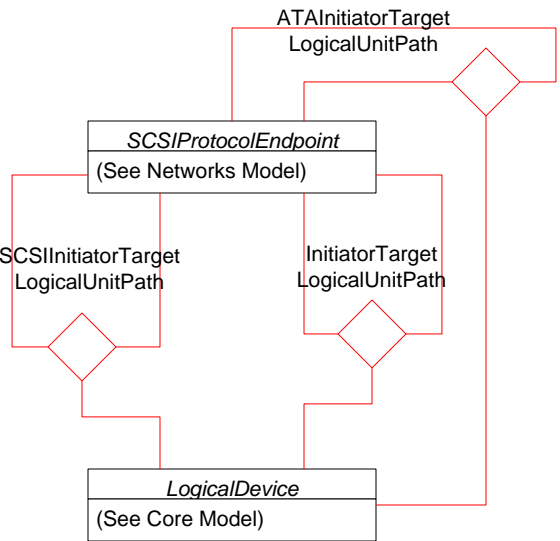 ATAInitiatorTarget
LogicalUnitPath
SCSIProtocolEndpoint
(See Networks Model)
SCSIInitiatorTarget
LogicalUnitPath
InitiatorTarget
LogicalUnitPath
LogicalDevice
(See Core Model)